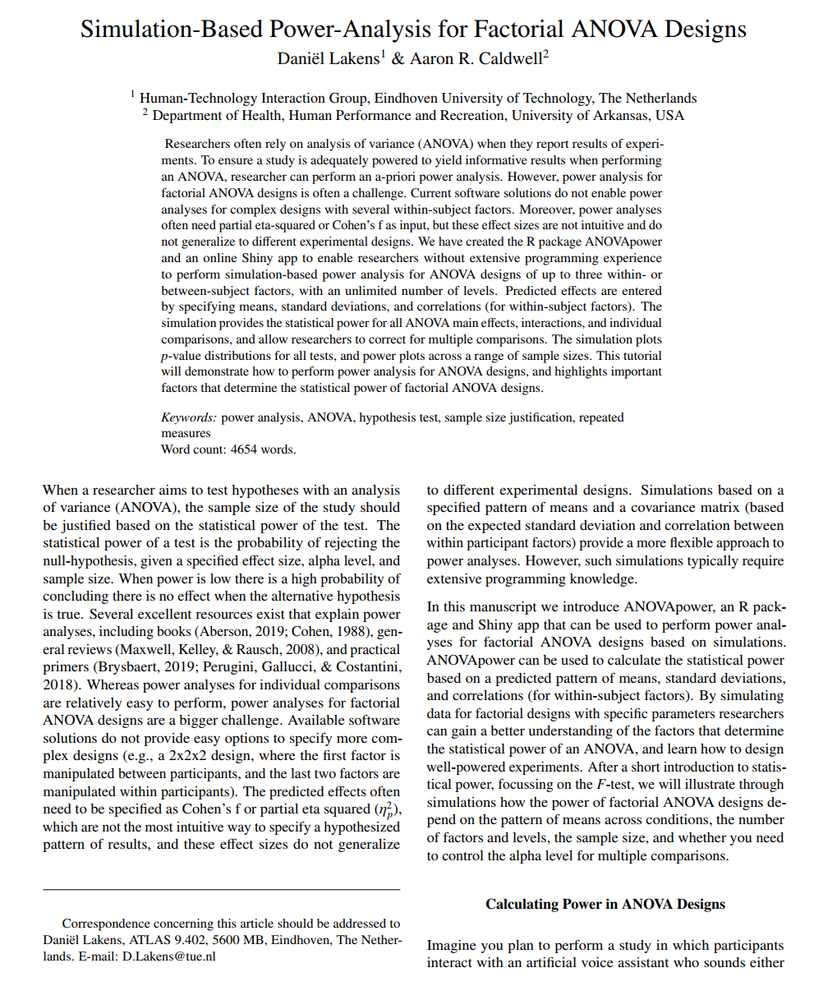 Simulation-Based Power-Analysis for Factorial ANOVA Designs
Daniël Lakens1 & Aaron R. Caldwell2
1 Human-Technology Interaction Group, Eindhoven University of Technology, The Netherlands
2 Department of Health, Human Performance and Recreation, University of Arkansas, USA
Researchers often rely on analysis of variance (ANOVA) when they report results of experi-
ments. To ensure a study is adequately powered to yield informative results when performing
an ANOVA, researcher can perform an a-priori power analysis. However, power analysis for
factorial ANOVA designs is often a challenge. Current software solutions do not enable power
analyses for complex designs with several within-subject factors. Moreover, power analyses
often need partial eta-squared or Cohen's f as input, but these effect sizes are not intuitive and do
not generalize to different experimental designs. We have created the R package ANOVApower
and an online Shiny app to enable researchers without extensive programming experience
to perform simulation-based power analysis for ANOVA designs of up to three within- or
between-subject factors, with an unlimited number of levels. Predicted effects are entered
by specifying means, standard deviations, and correlations (for within-subject factors). The
simulation provides the statistical power for all ANOVA main effects, interactions, and individual
comparisons, and allow researchers to correct for multiple comparisons. The simulation plots
p-value distributions for all tests, and power plots across a range of sample sizes. This tutorial
will demonstrate how to perform power analysis for ANOVA designs, and highlights important
factors that determine the statistical power of factorial ANOVA designs.
Keywords: power analysis, ANOVA, hypothesis test, sample size justification, repeated
measures
Word count: 4654 words.
When a researcher aims to test hypotheses with an analysis
of variance (ANOVA), the sample size of the study should
be justified based on the statistical power of the test. The
statistical power of a test is the probability of rejecting the
null-hypothesis, given a specified effect size, alpha level, and
sample size. When power is low there is a high probability of
concluding there is no effect when the alternative hypothesis
is true. Several excellent resources exist that explain power
analyses, including books (Aberson, 2019; Cohen, 1988), gen-
eral reviews (Maxwell, Kelley, & Rausch, 2008), and practical
primers (Brysbaert, 2019; Perugini, Gallucci, & Costantini,
2018). Whereas power analyses for individual comparisons
are relatively easy to perform, power analyses for factorial
ANOVA designs are a bigger challenge. Available software
solutions do not provide easy options to specify more com-
plex designs (e.g., a 2x2x2 design, where the first factor is
manipulated between participants, and the last two factors are
manipulated within participants). The predicted effects often
need to be specified as Cohen's f or partial eta squared (η²p),
which are not the most intuitive way to specify a hypothesized
pattern of results, and these effect sizes do not generalize
Correspondence concerning this article should be addressed to
Daniël Lakens, ATLAS 9.402, 5600 MB, Eindhoven, The Nether-
lands. E-mail: D.Lakens@tue.nl
to different experimental designs. Simulations based on a
specified pattern of means and a covariance matrix (based
on the expected standard deviation and correlation between
within participant factors) provide a more flexible approach to
power analyses. However, such simulations typically require
extensive programming knowledge.
In this manuscript we introduce ANOVApower, an R pack-
age and Shiny app that can be used to perform power anal-
yses for factorial ANOVA designs based on simulations.
ANOVApower can be used to calculate the statistical power
based on a predicted pattern of means, standard deviations,
and correlations (for within-subject factors). By simulating
data for factorial designs with specific parameters researchers
can gain a better understanding of the factors that determine
the statistical power of an ANOVA, and learn how to design
well-powered experiments. After a short introduction to statis-
tical power, focussing on the F-test, we will illustrate through
simulations how the power of factorial ANOVA designs de-
pend on the pattern of means across conditions, the number
of factors and levels, the sample size, and whether you need
to control the alpha level for multiple comparisons.
Calculating Power in ANOVA Designs
Imagine you plan to perform a study in which participants
interact with an artificial voice assistant who sounds either